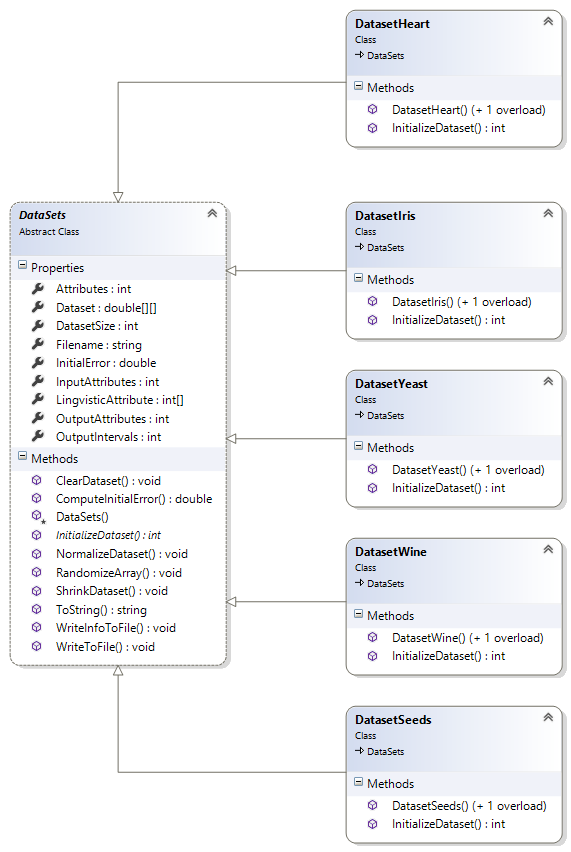 DatasetHeart
Class
DataSets
Methods
DatasetHeart() (+ 1 overload)
InitializeDataset() : int
DataSets
Abstract Class
Properties
Attributes : int
Dataset : double[][]
DatasetSize : int
Filename : string
InitialError : double
InputAttributes : int
LingvisticAttribute : int[]
OutputAttributes : int
OutputIntervals : int
Methods
ClearDataset() : void
ComputeInitialError() : double
DataSets()
InitializeDataset() : int
NormalizeDataset() : void
RandomizeArray() : void
ShrinkDataset() : void
ToString() : string
WriteInfoToFile() : void
WriteToFile() : void
DatasetIris
Class
DataSets
Methods
DatasetIris() (+ 1 overload)
InitializeDataset() : int
DatasetYeast
Class
DataSets
Methods
DatasetYeast() (+ 1 overload)
InitializeDataset() : int
DatasetWine
Class
DataSets
Methods
DatasetWine() (+ 1 overload)
InitializeDataset() : int
DatasetSeeds
Class
DataSets
Methods
DatasetSeeds() (+ 1 overload)
InitializeDataset() : int